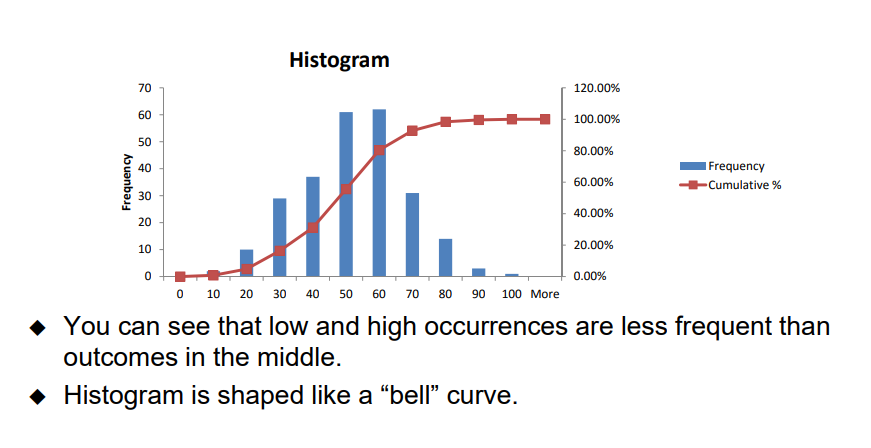 Histogram
70
60
50
40
30
20
10
0
Frequency
120.00%
100.00%
80.00%
60.00%
40.00%
20.00%
0.00%
0 10 20 30 40 50 60 70 80 90 100 More
Frequency
Cumulative %
◆ You can see that low and high occurrences are less frequent than
outcomes in the middle.
◆ Histogram is shaped like a “bell” curve.